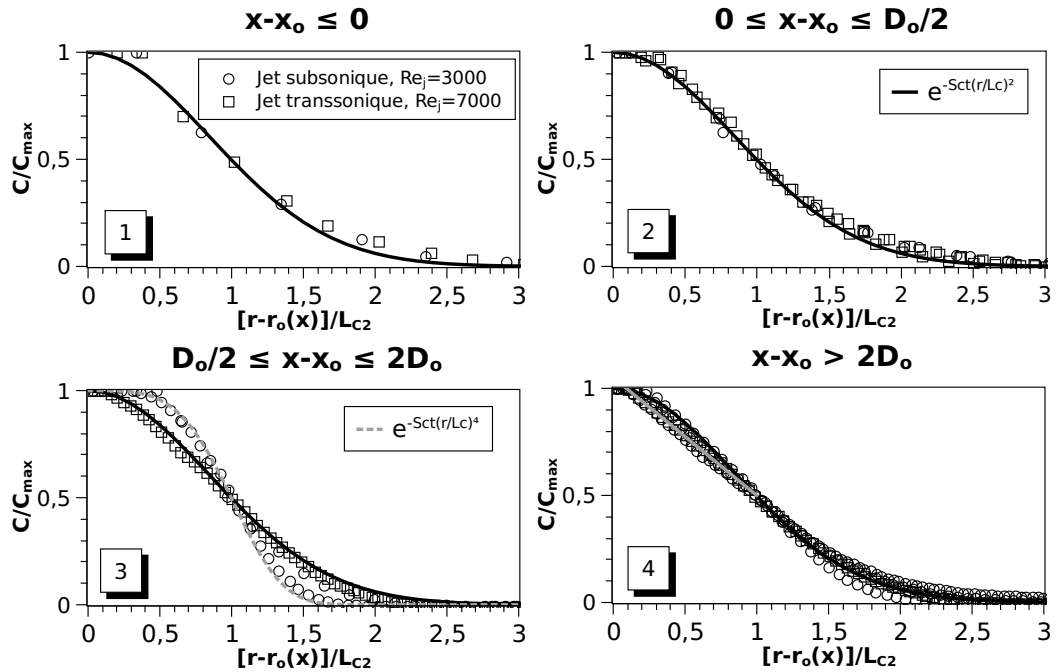 x-xₒ ≤ 0
C/Cₘₐₓ
1
0,5
0
Jet subsonique, Reⱼ=3000
Jet transsonique, Reⱼ=7000
1
0 0,5 1 1,5 2 2,5 3
[r-rₒ(x)]/L_C2
0 ≤ x-xₒ ≤ Dₒ/2
C/Cₘₐₓ
1
0,5
0
e^-Sct(r/Lc)²
2
0 0,5 1 1,5 2 2,5 3
[r-rₒ(x)]/L_C2
Dₒ/2 ≤ x-xₒ ≤ 2Dₒ
C/Cₘₐₓ
1
0,5
0
e^-Sct(r/Lc)⁴
3
0 0,5 1 1,5 2 2,5 3
[r-rₒ(x)]/L_C2
x-xₒ > 2Dₒ
C/Cₘₐₓ
1
0,5
0
4
0 0,5 1 1,5 2 2,5 3
[r-rₒ(x)]/L_C2